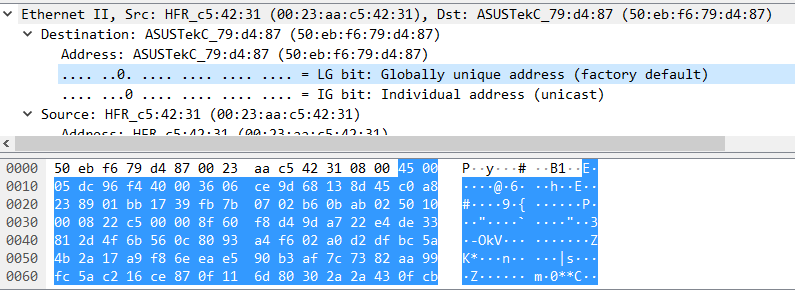 Ethernet II, Src: HFR_c5:42:31 (00:23:aa:c5:42:31), Dst: ASUSTekC_79:d4:87 (50:eb:f6:79:d4:87)
Destination: ASUSTekC_79:d4:87 (50:eb:f6:79:d4:87)
Address: ASUSTekC_79:d4:87 (50:eb:f6:79:d4:87)
.... ..0. .... .... .... .... = LG bit: Globally unique address (factory default)
.... ...0 .... .... .... .... = IG bit: Individual address (unicast)
Source: HFR_c5:42:31 (00:23:aa:c5:42:31)
Address: HFR_c5:42:31 (00:23:aa:c5:42:31)
0000 50 eb f6 79 d4 87 00 23 aa c5 42 31 08 00 45 00 P··y···# ··B1··E·
0010 05 dc 96 f4 40 00 36 06 ce 9d 68 13 8d 45 c0 a8 ····@·6· ··h··E··
0020 23 89 01 bb 17 39 fb 7b 07 02 b6 0b ab 02 50 10 #····9·{ ······P·
0030 00 08 22 c5 00 00 8f 60 f8 d4 9d a7 22 e4 de 33 ··"····` ····"··3
0040 81 2d 4f 6b 56 0c 80 93 a4 f6 02 a0 d2 df bc 5a ·-OkV··· ·······Z
0050 4b 2a 17 a9 f8 6e ea e5 90 b3 af 7c 73 82 aa 99 K*···n·· ···|s···
0060 fc 5a c2 16 ce 87 0f 11 6d 80 30 2a 2a 43 0f cb ·Z······ m·0**C··